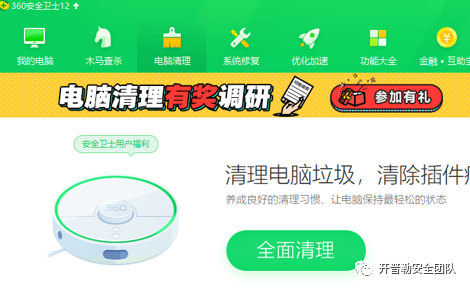 360安全卫士12
我的电脑 木马查杀 电脑清理 系统修复 优化加速 功能大全 金融•互助全
电脑清理有奖调研 参加有礼
安全卫士用户福利
360
清理电脑垃圾，清除插件痕
养成良好的清理习惯、让电脑保持最轻松的状态
全面清理
开普勒安全团队